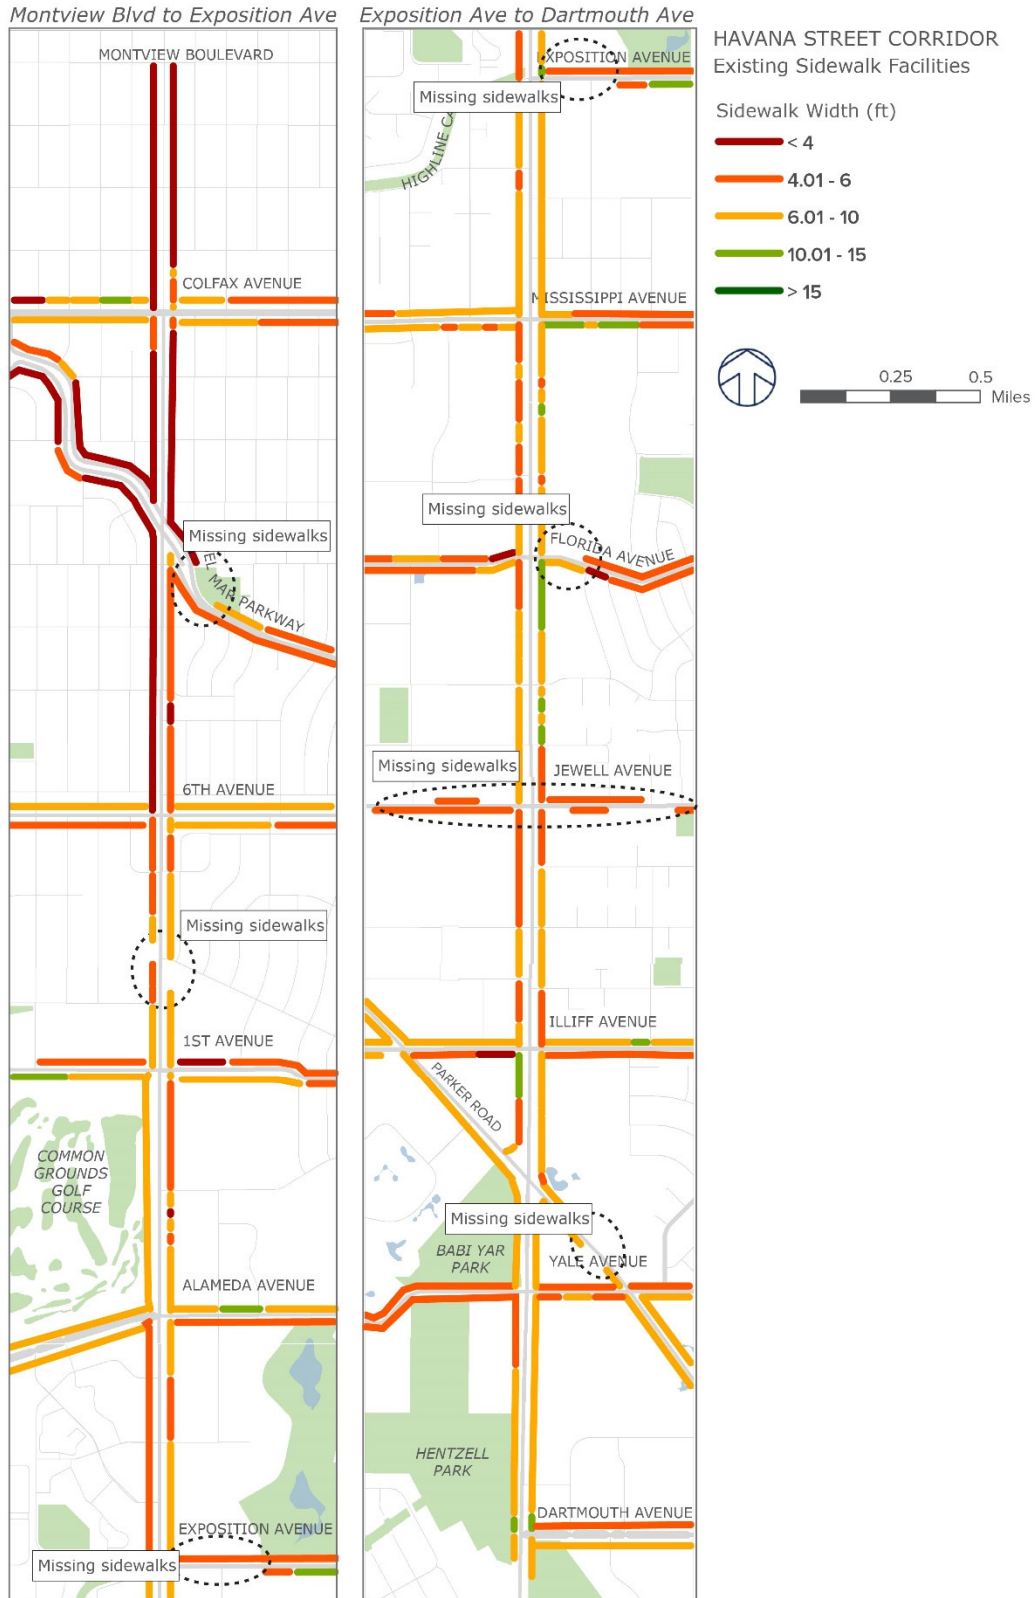 Montview Blvd to Exposition Ave
MONTVIEW BOULEVARD
COLFAX AVENUE
Missing sidewalks
EL MAR PARKWAY
6TH AVENUE
Missing sidewalks
1ST AVENUE
COMMON
GROUNDS
GOLF
COURSE
ALAMEDA AVENUE
EXPOSITION AVENUE
Missing sidewalks
Exposition Ave to Dartmouth Ave
XPOSITION AVENUE
Missing sidewalks
HIGHLINE CA
MISSISSIPPI AVENUE
Missing sidewalks
FLORIDA AVENUE
Missing sidewalks
JEWELL AVENUE
ILLIFF AVENUE
PARKER ROAD
Missing sidewalks
BABI YAR
PARK
YALE AVENUE
HENTZELL
PARK
DARTMOUTH AVENUE
HAVANA STREET CORRIDOR
Existing Sidewalk Facilities
Sidewalk Width (ft)
< 4
4.01 - 6
6.01 - 10
10.01 - 15
> 15
0.25 0.5
Miles